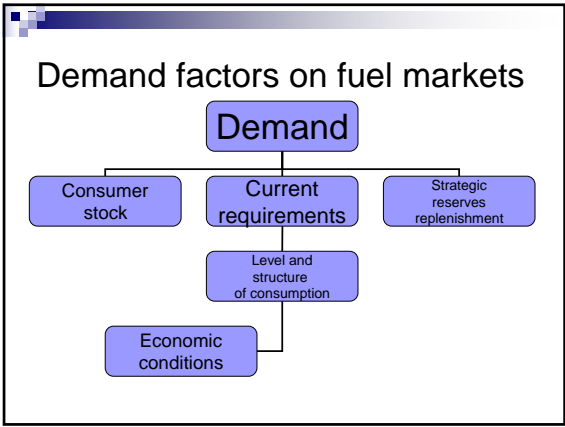 Demand factors on fuel markets
Demand
Consumer
stock
Current
requirements
Strategic
reserves
replenishment
Level and
structure
of consumption
Economic
conditions